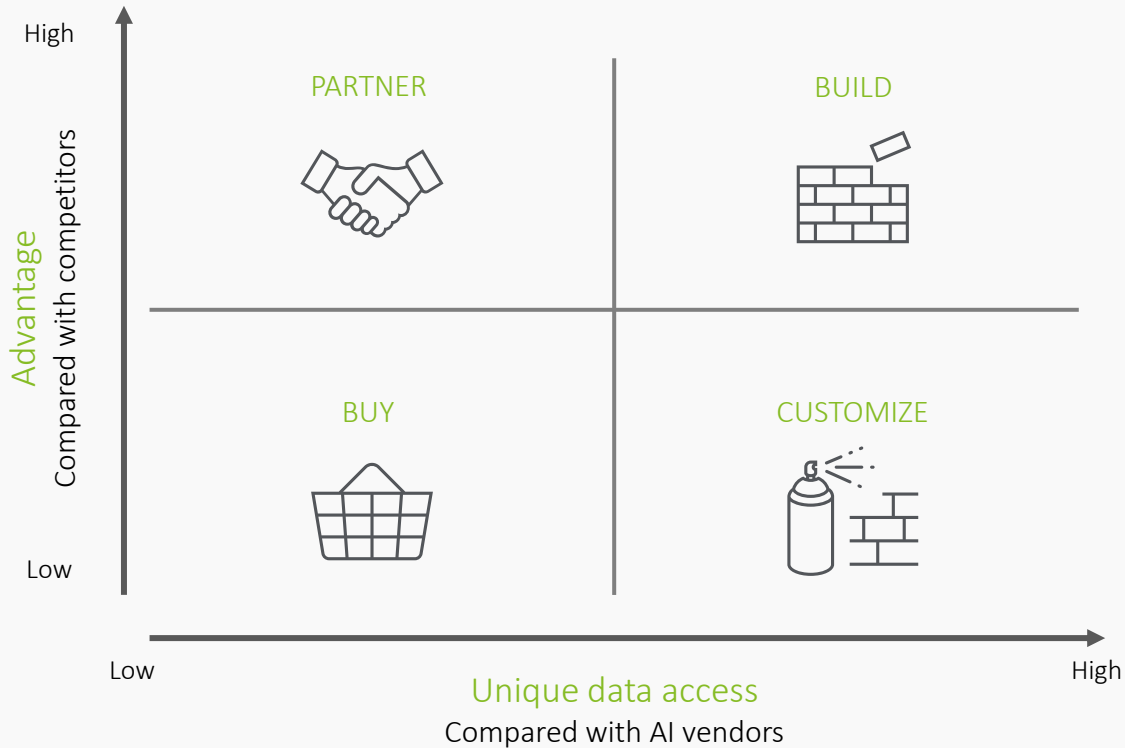 High
PARTNER
BUILD
Advantage
Compared with competitors
BUY
CUSTOMIZE
Low
Low
High
Unique data access
Compared with AI vendors